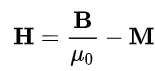 𝐇 = 𝐁/μ₀ − 𝐌